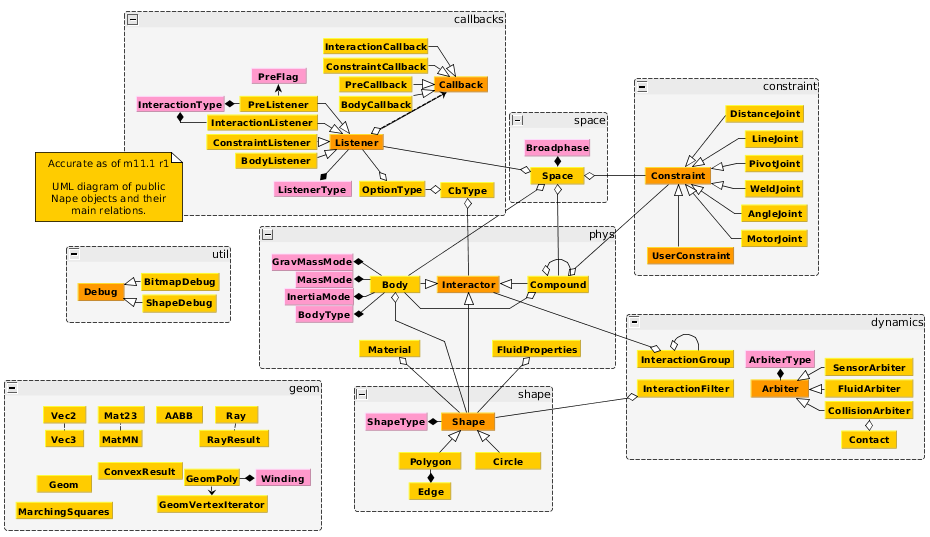 callbacks
InteractionCallback
ConstraintCallback
PreFlag
PreCallback
Callback
InteractionType
PreListener
BodyCallback
InteractionListener
ConstraintListener
Listener
BodyListener
ListenerType
OptionType
CbType
Accurate as of m11.1 r1
UML diagram of public
Nape objects and their
main relations.
space
Broadphase
Space
constraint
DistanceJoint
LineJoint
PivotJoint
Constraint
WeldJoint
AngleJoint
MotorJoint
UserConstraint
util
BitmapDebug
Debug
ShapeDebug
phys
GravMassMode
MassMode
Body
Interactor
Compound
InertiaMode
BodyType
Material
FluidProperties
dynamics
InteractionGroup
ArbiterType
SensorArbiter
InteractionFilter
Arbiter
FluidArbiter
CollisionArbiter
Contact
geom
Vec2
Mat23
AABB
Ray
Vec3
MatMN
RayResult
ConvexResult
Geom
GeomPoly
Winding
GeomVertexIterator
MarchingSquares
shape
ShapeType
Shape
Polygon
Circle
Edge